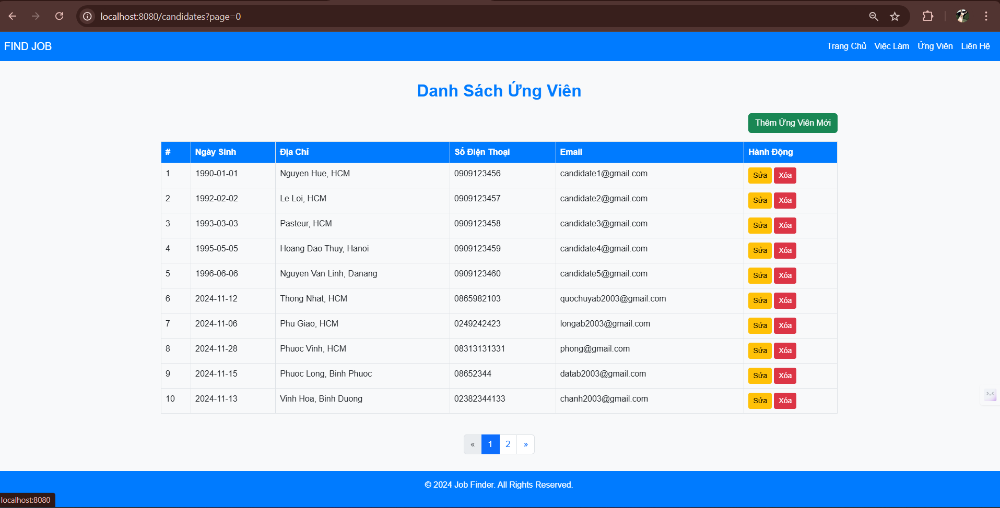 localhost:8080/candidates?page=0
FIND JOB Trang Chủ Việc Làm Ứng Viên Liên Hệ
Danh Sách Ứng Viên
Thêm Ứng Viên Mới
# Ngày Sinh Địa Chỉ Số Điện Thoại Email Hành Động
1 1990-01-01 Nguyen Hue, HCM 0909123456 candidate1@gmail.com Sửa Xóa
2 1992-02-02 Le Loi, HCM 0909123457 candidate2@gmail.com Sửa Xóa
3 1993-03-03 Pasteur, HCM 0909123458 candidate3@gmail.com Sửa Xóa
4 1995-05-05 Hoang Dao Thuy, Hanoi 0909123459 candidate4@gmail.com Sửa Xóa
5 1996-06-06 Nguyen Van Linh, Danang 0909123460 candidate5@gmail.com Sửa Xóa
6 2024-11-12 Thong Nhat, HCM 0865982103 quochuyab2003@gmail.com Sửa Xóa
7 2024-11-06 Phu Giao, HCM 0249242423 longab2003@gmail.com Sửa Xóa
8 2024-11-28 Phuoc Vinh, HCM 08313131331 phong@gmail.com Sửa Xóa
9 2024-11-15 Phuoc Long, Binh Phuoc 08652344 datab2003@gmail.com Sửa Xóa
10 2024-11-13 Vinh Hoa, Binh Duong 02382344133 chanh2003@gmail.com Sửa Xóa
« 1 2 »
© 2024 Job Finder. All Rights Reserved.
localhost:8080